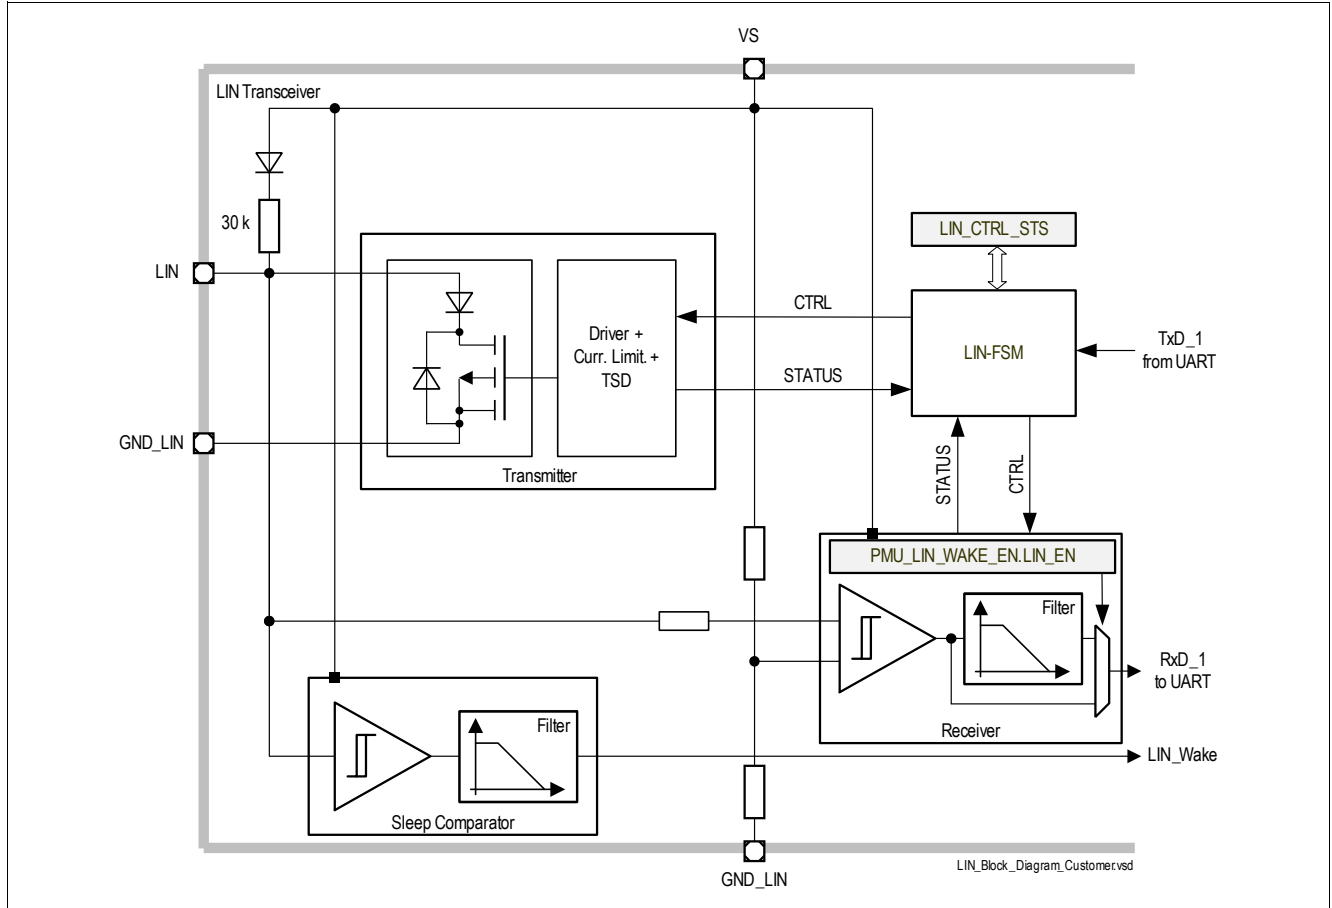 VS
LIN Transceiver
30 k
LIN_CTRL_STS
LIN
CTRL
Driver +
Curr. Limit. +
TSD
LIN-FSM
TxD_1
from UART
STATUS
GND_LIN
Transmitter
STATUS
CTRL
PMU_LIN_WAKE_EN.LIN_EN
Filter
RxD_1
to UART
Receiver
Filter
LIN_Wake
Sleep Comparator
GND_LIN
LIN_Block_Diagram_Customer.vsd